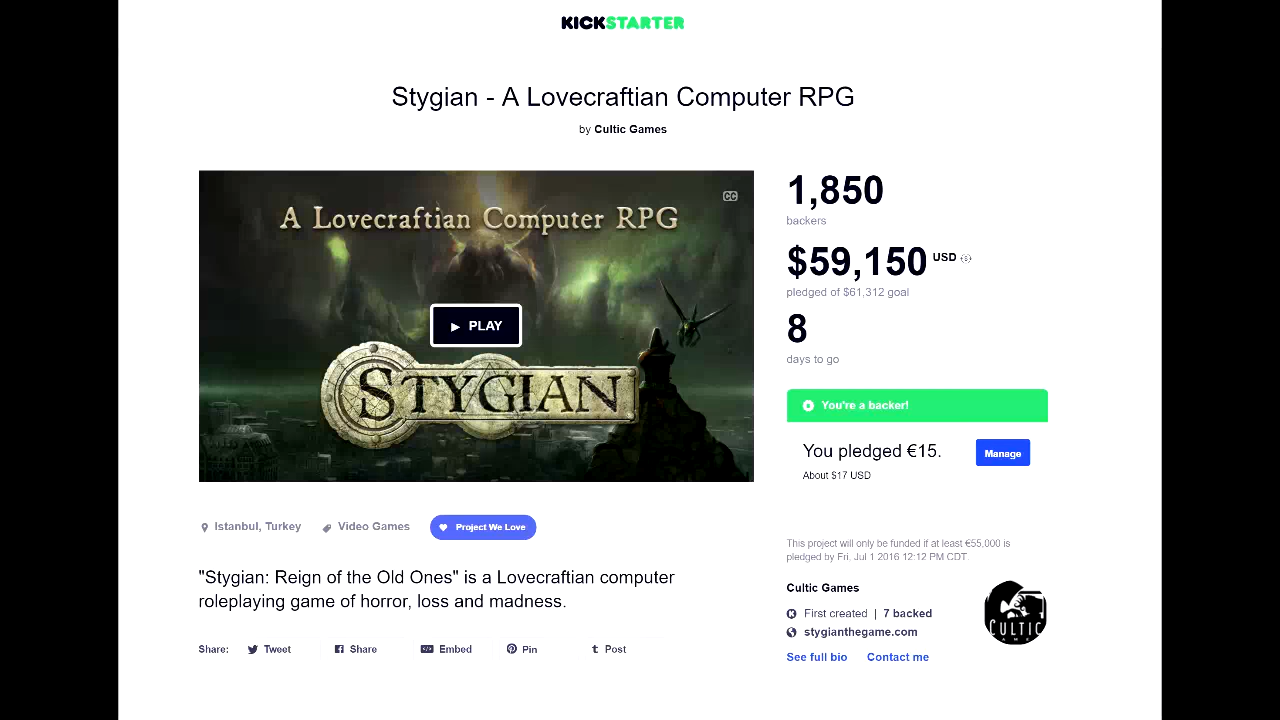 KICKSTARTER
Stygian - A Lovecraftian Computer RPG
by Cultic Games
CC
A Lovecraftian Computer RPG
PLAY
STYGIAN
1,850
backers
$59,150 USD
pledged of $61,312 goal
8
days to go
You're a backer!
You pledged €15.
Manage
About $17 USD
Istanbul, Turkey
Video Games
Project We Love
"Stygian: Reign of the Old Ones" is a Lovecraftian computer
roleplaying game of horror, loss and madness.
Share:
Tweet
Share
Embed
Pin
Post
This project will only be funded if at least €55,000 is
pledged by Fri, Jul 1 2016 12:12 PM CDT.
Cultic Games
First created | 7 backed
stygianthegame.com
See full bio
Contact me
CULTIC
GAMES